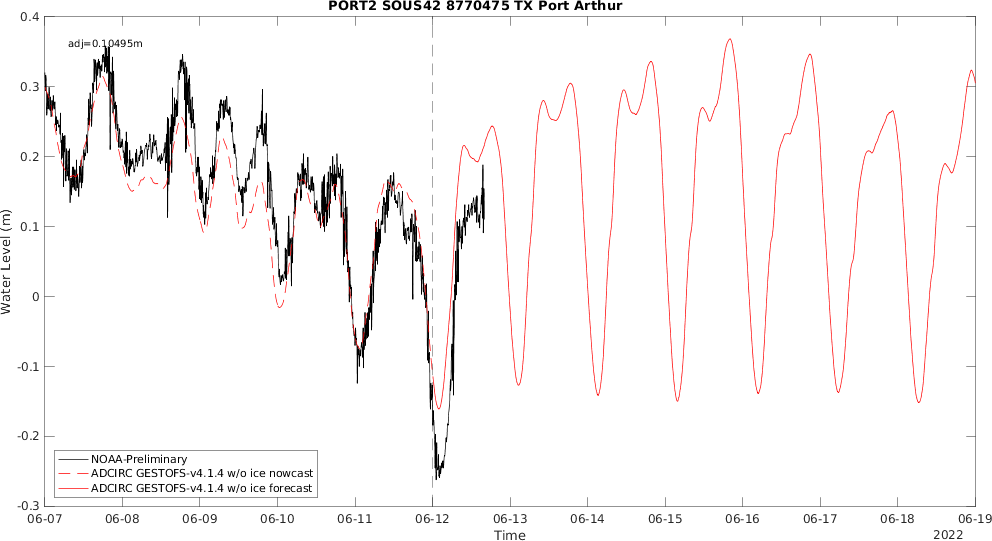 PORT2 SOUS42 8770475 TX Port Arthur
adj=0.10495m
0.4
0.3
0.2
0.1
0
-0.1
-0.2
-0.3
Water Level (m)
NOAA-Preliminary
ADCIRC GESTOFS-v4.1.4 w/o ice nowcast
ADCIRC GESTOFS-v4.1.4 w/o ice forecast
06-07 06-08 06-09 06-10 06-11 06-12 06-13 06-14 06-15 06-16 06-17 06-18 06-19
Time
2022